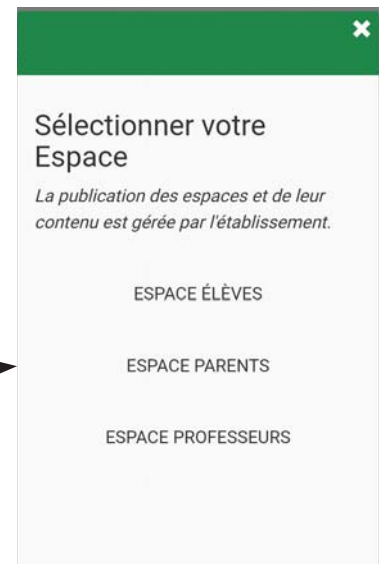 Sélectionner votre
Espace
La publication des espaces et de leur
contenu est gérée par l'établissement.
ESPACE ÉLÈVES
ESPACE PARENTS
ESPACE PROFESSEURS